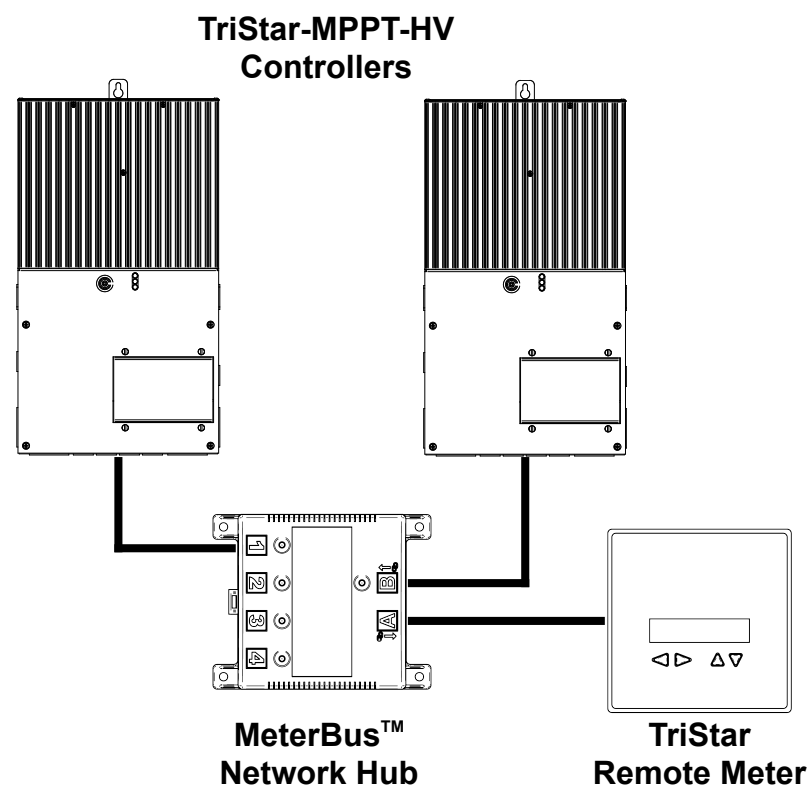 TriStar-MPPT-HV
Controllers
1
2
3
4
B
A
MeterBus™
Network Hub
TriStar
Remote Meter